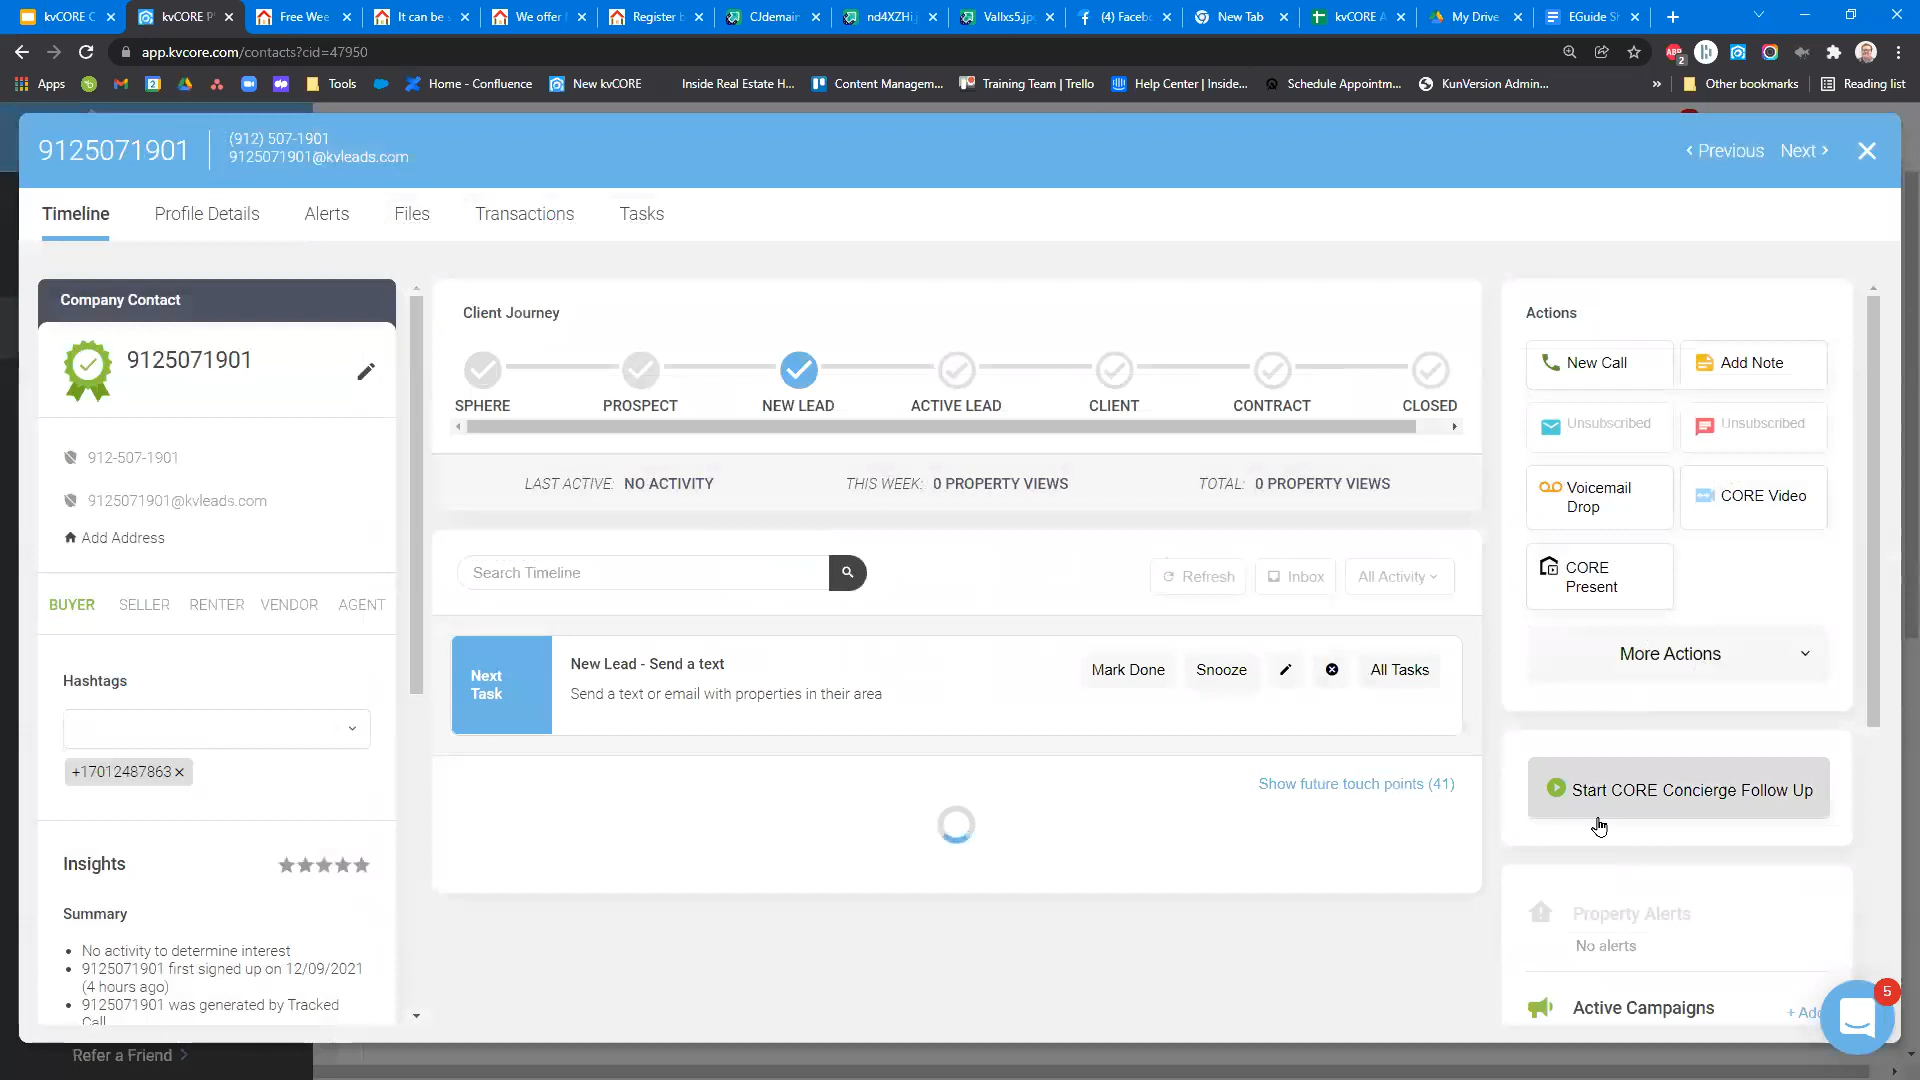 kvCORE C
kvCORE P
Free Wee
It can be s
We offer f
Register b
CJdemain
nd4XZHi.j
Vallxs5.jp
(4) Faceb
New Tab
kvCORE A
My Drive
EGuide Sh
app.kvcore.com/contacts?cid=47950
Apps
Tools
Home - Confluence
New kvCORE
Inside Real Estate H...
Content Managem...
Training Team | Trello
Help Center | Inside...
Schedule Appointm...
KunVersion Admin...
»
Other bookmarks
Reading list
9125071901
(912) 507-1901
9125071901@kvleads.com
Previous
Next
Timeline
Profile Details
Alerts
Files
Transactions
Tasks
Company Contact
9125071901
912-507-1901
9125071901@kvleads.com
Add Address
BUYER
SELLER
RENTER
VENDOR
AGENT
Hashtags
+17012487863
Insights
Summary
No activity to determine interest
9125071901 first signed up on 12/09/2021
(4 hours ago)
9125071901 was generated by Tracked
Call
Refer a Friend
Client Journey
SPHERE
PROSPECT
NEW LEAD
ACTIVE LEAD
CLIENT
CONTRACT
CLOSED
LAST ACTIVE: NO ACTIVITY
THIS WEEK: 0 PROPERTY VIEWS
TOTAL: 0 PROPERTY VIEWS
Search Timeline
Refresh
Inbox
All Activity
Next
Task
New Lead - Send a text
Send a text or email with properties in their area
Mark Done
Snooze
All Tasks
Show future touch points (41)
Actions
New Call
Add Note
Unsubscribed
Unsubscribed
Voicemail
Drop
CORE Video
CORE
Present
More Actions
Start CORE Concierge Follow Up
Property Alerts
No alerts
Active Campaigns
+ Add
5
2